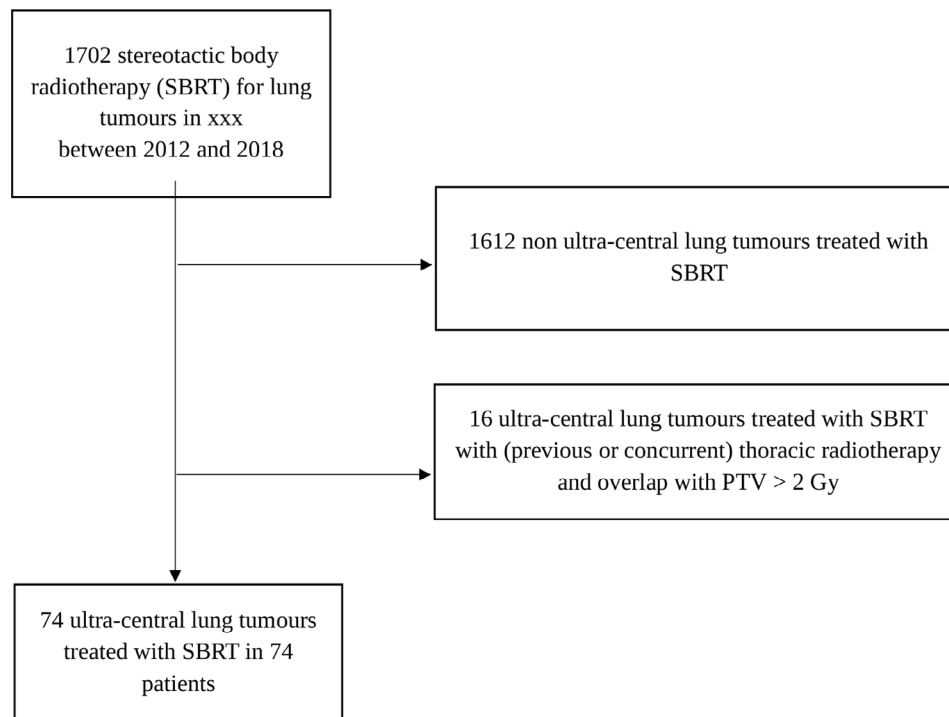 1702 stereotactic body
radiotherapy (SBRT) for lung
tumours in xxx
between 2012 and 2018
1612 non ultra-central lung tumours treated with
SBRT
16 ultra-central lung tumours treated with SBRT
with (previous or concurrent) thoracic radiotherapy
and overlap with PTV > 2 Gy
74 ultra-central lung tumours
treated with SBRT in 74
patients